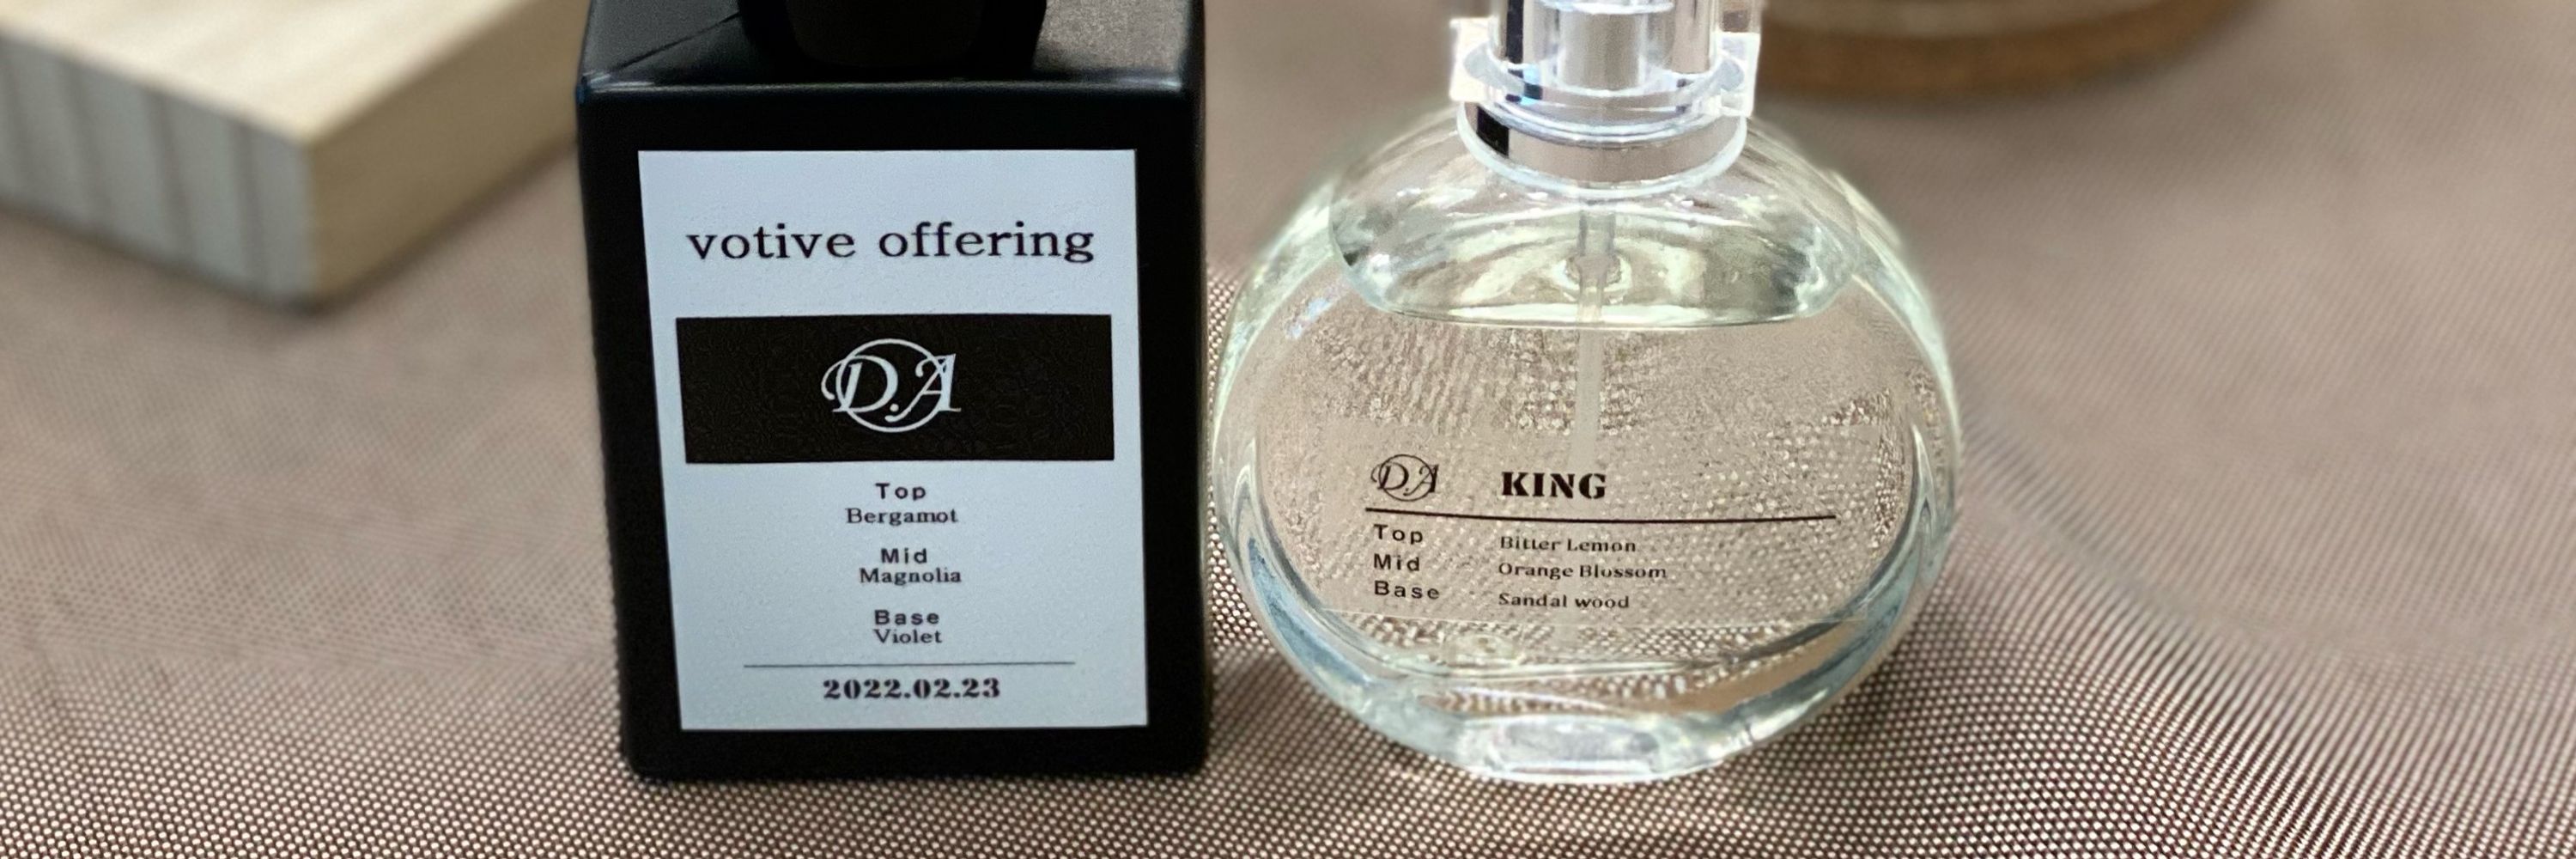 votive offering
D.A
Top
Bergamot
Mid
Magnolia
Base
Violet
2022.02.23
D.A KING
Top Bitter Lemon
Mid Orange Blossom
Base Sandal wood